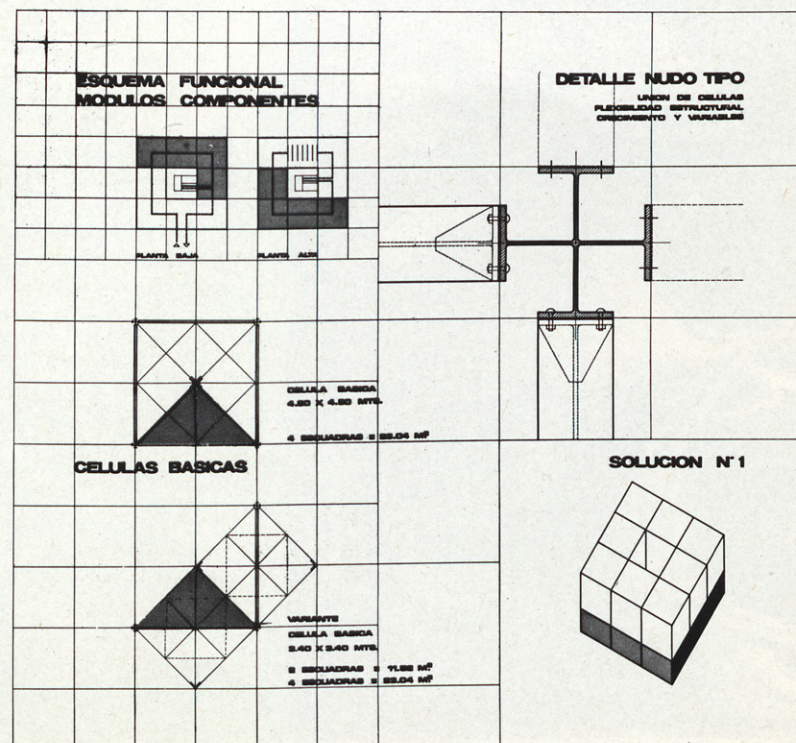 ESQUEMA FUNCIONAL
MODULOS COMPONENTES
PLANTA BAJA
PLANTA ALTA
DETALLE NUDO TIPO
UNION DE CELULAS
FLEXIBILIDAD ESTRUCTURAL
CRECIMIENTO Y VARIABLES
CELULA BASICA
4.80 X 4.80 MTS.
4 ESCUADRAS = 23.04 M²
CELULAS BASICAS
VARIANTE
CELULA BASICA
3.40 X 3.40 MTS.
2 ESCUADRAS = 11.52 M²
4 ESCUADRAS = 23.04 M²
SOLUCION N°1